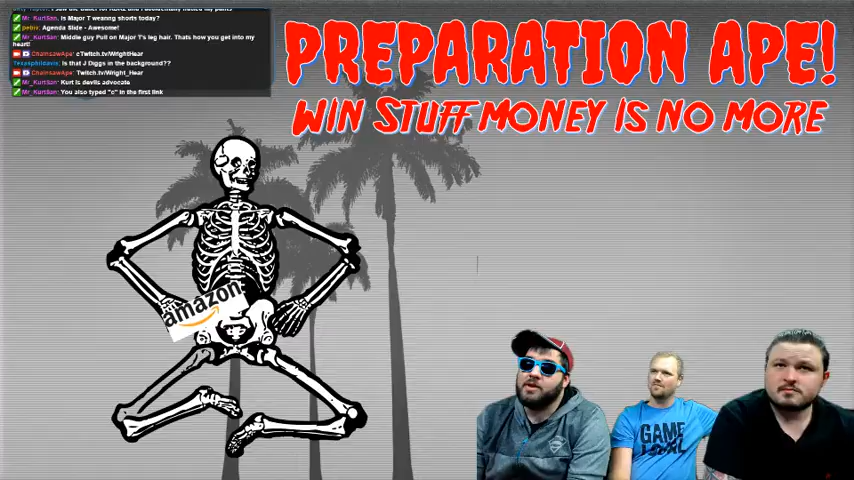 Mr_KurtSan: Is Major T wearing shorts today?
pebix: Agenda Slide - Awesome!
Mr_KurtSan: Middle guy Pull on Major T's leg hair. Thats how you get into my
heart!
ChainsawApe: cTwitch.tv/WrightHear
Is that J Diggs in the background??
ChainsawApe: Twitch.tv/Wright_Hear
Mr_KurtSan: Kurt is devils advocate
Mr_KurtSan: You also typed "c" in the first link
PREPARATION APE!
WIN STUFF MONEY IS NO MORE
amazon
GAME